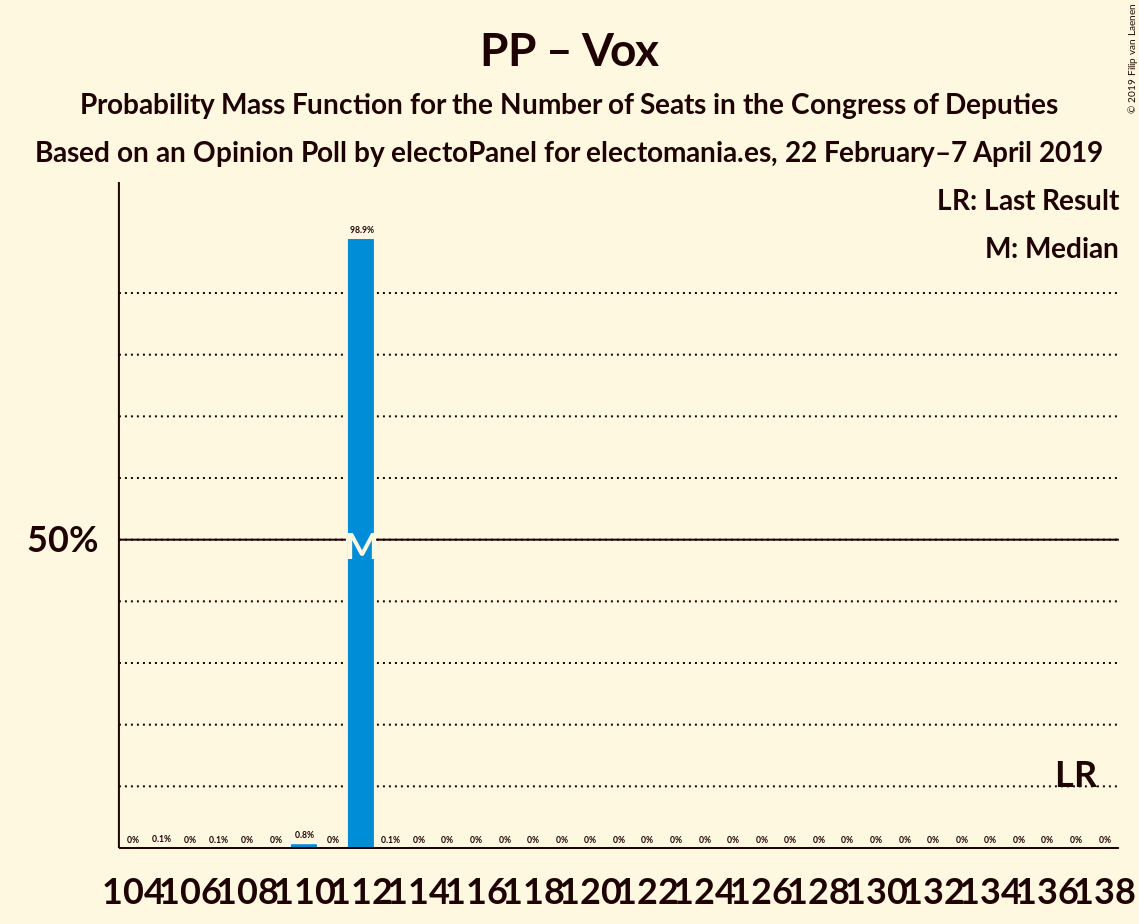 © 2019 Filip van Laenen
PP – Vox
Probability Mass Function for the Number of Seats in the Congress of Deputies
Based on an Opinion Poll by electoPanel for electomania.es, 22 February–7 April 2019
LR: Last Result
M: Median
98.9%
50%
M
LR
0% 0.1% 0% 0.1% 0% 0% 0.8% 0% 0.1% 0% 0% 0% 0% 0% 0% 0% 0% 0% 0% 0% 0% 0% 0% 0% 0% 0% 0% 0% 0% 0% 0% 0% 0% 0%
104 106 108 110 112 114 116 118 120 122 124 126 128 130 132 134 136 138